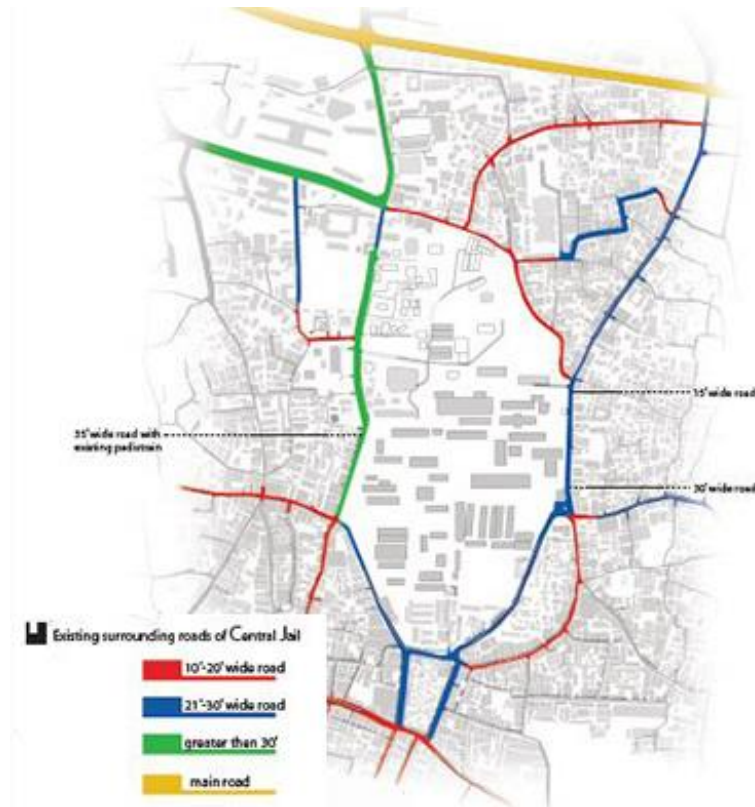 15' wide road
35' wide road with
existing pedistrain
30' wide road
Existing surrounding roads of Central Jail
10'-20' wide road
21'-30' wide road
greater then 30'
main road